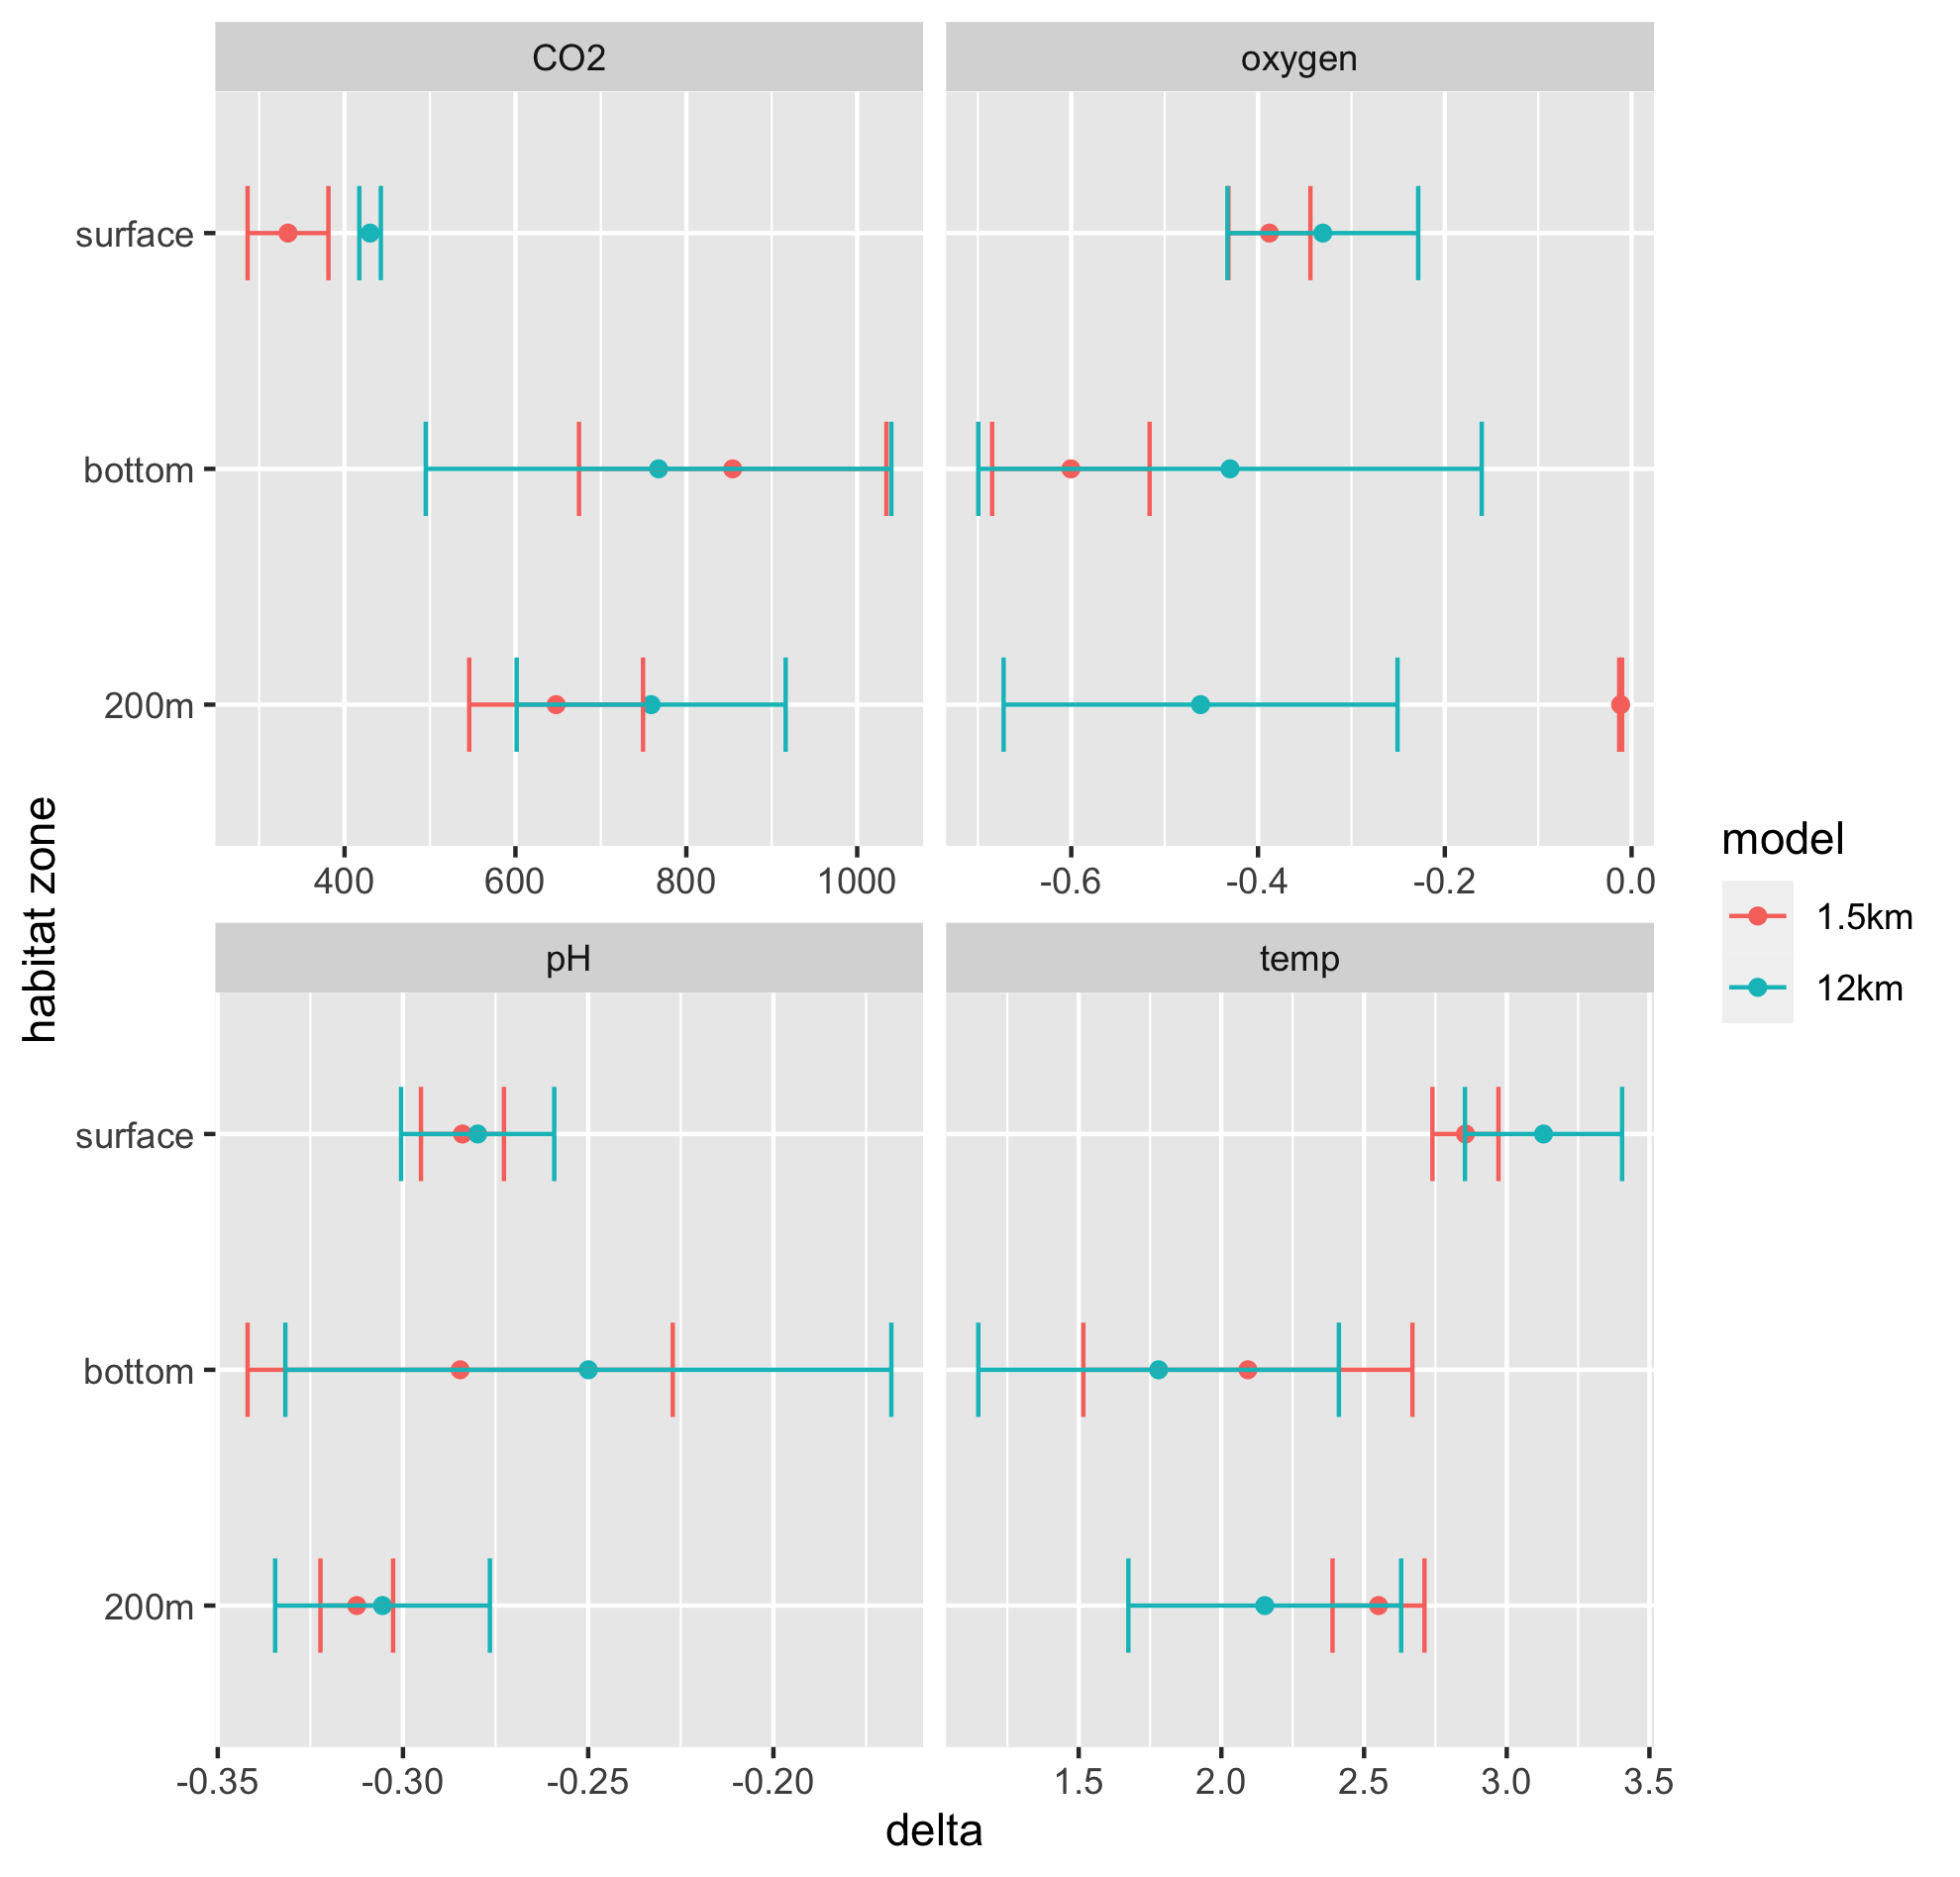 CO2
oxygen
surface
bottom
200m
400 600 800 1000
-0.6 -0.4 -0.2 0.0
pH
temp
surface
bottom
200m
-0.35 -0.30 -0.25 -0.20
1.5 2.0 2.5 3.0 3.5
delta
habitat zone
model
1.5km
12km